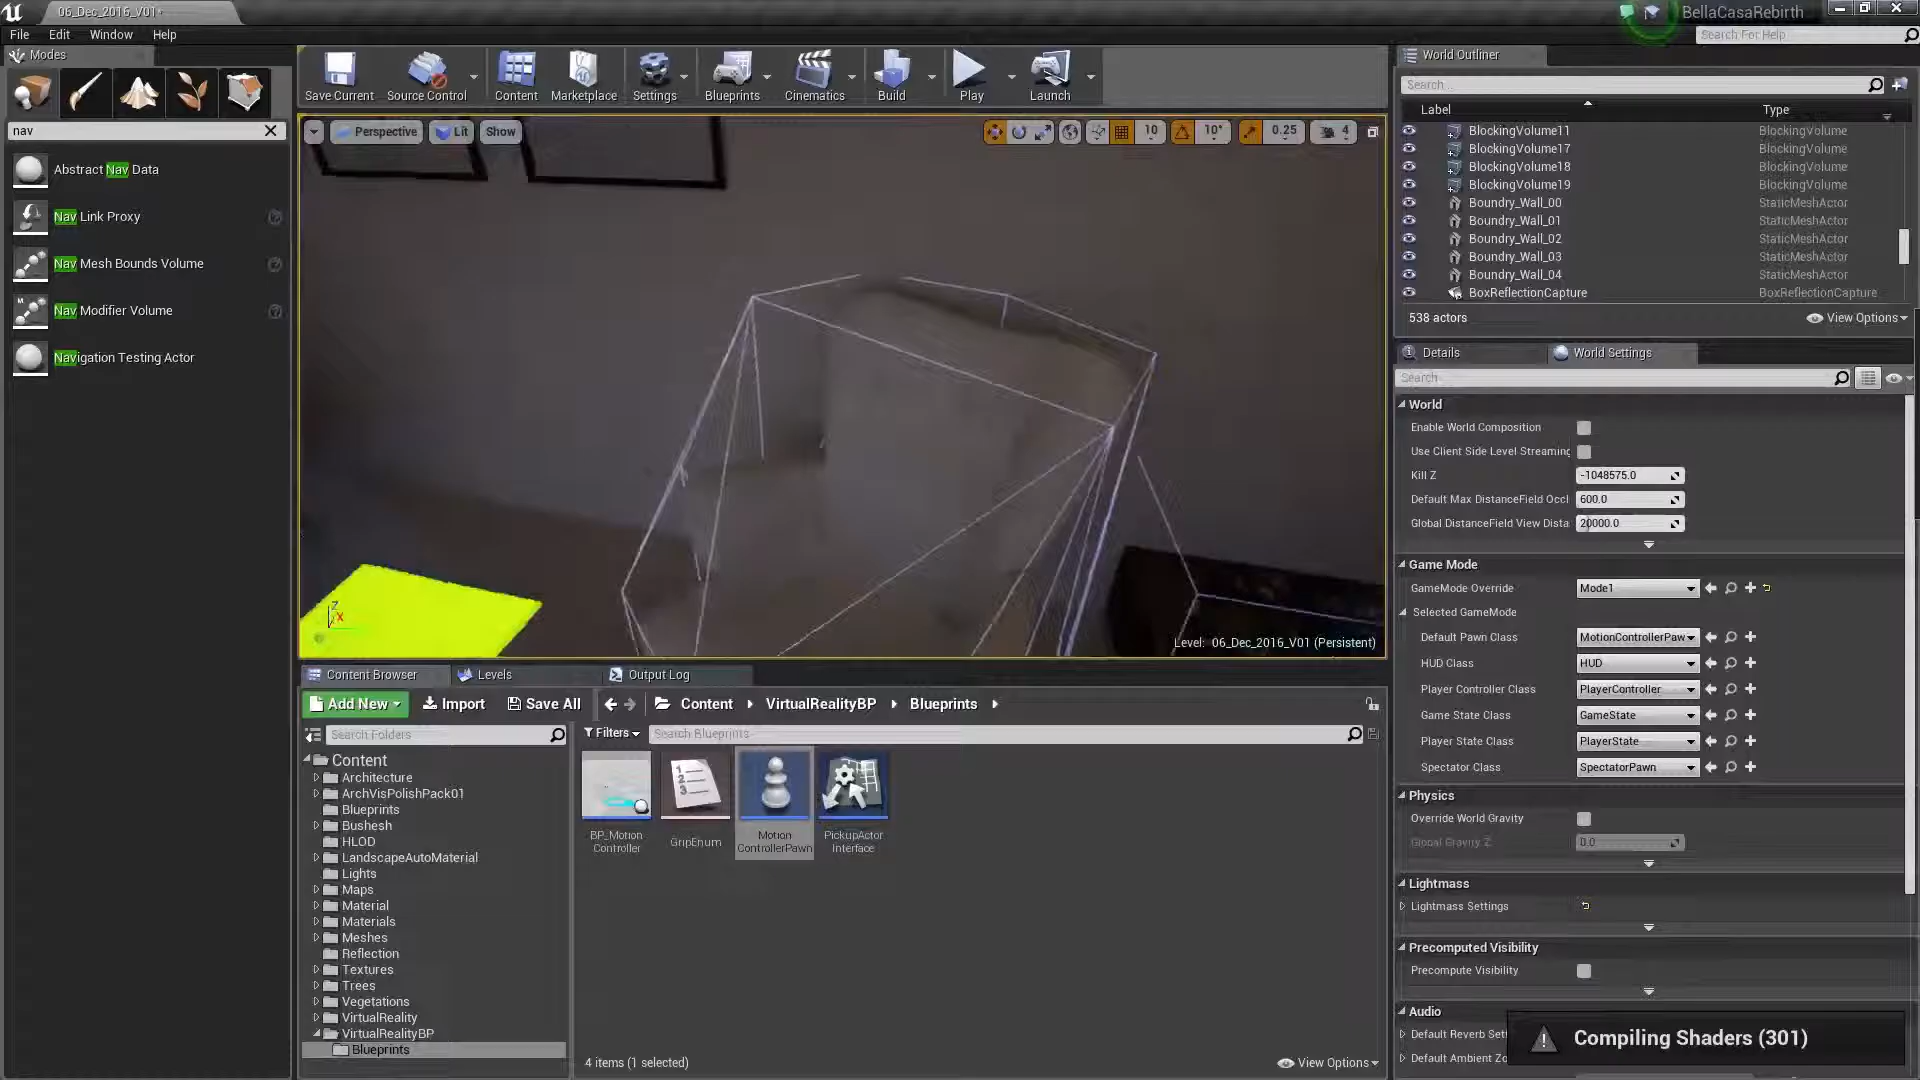 06_Dec_2016_V01*
BellaCasaRebirth
File Edit Window Help
Search For Help
Modes
nav
Abstract Nav Data
Nav Link Proxy
Nav Mesh Bounds Volume
Nav Modifier Volume
Navigation Testing Actor
Save Current
Source Control
Content
Marketplace
Settings
Blueprints
Cinematics
Build
Play
Launch
Perspective
Lit
Show
10
10°
0.25
4
Z
X
Level: 06_Dec_2016_V01 (Persistent)
World Outliner
Search...
Label Type
BlockingVolume11 BlockingVolume
BlockingVolume17 BlockingVolume
BlockingVolume18 BlockingVolume
BlockingVolume19 BlockingVolume
Boundry_Wall_00 StaticMeshActor
Boundry_Wall_01 StaticMeshActor
Boundry_Wall_02 StaticMeshActor
Boundry_Wall_03 StaticMeshActor
Boundry_Wall_04 StaticMeshActor
BoxReflectionCapture BoxReflectionCapture
538 actors
View Options
Details
World Settings
Search
World
Enable World Composition
Use Client Side Level Streaming
Kill Z -1048575.0
Default Max DistanceField Occl 600.0
Global DistanceField View Dista 20000.0
Game Mode
GameMode Override Mode1
Selected GameMode
Default Pawn Class MotionControllerPaw
HUD Class HUD
Player Controller Class PlayerController
Game State Class GameState
Player State Class PlayerState
Spectator Class SpectatorPawn
Physics
Override World Gravity
Global Gravity Z 0.0
Lightmass
Lightmass Settings
Precomputed Visibility
Precompute Visibility
Audio
Default Reverb Sett
Default Ambient Zo
Compiling Shaders (301)
Content Browser
Levels
Output Log
Add New
Import
Save All
Content
VirtualRealityBP
Blueprints
Search Folders
Filters
Search Blueprints
Content
Architecture
ArchVisPolishPack01
Blueprints
Bushesh
HLOD
LandscapeAutoMaterial
Lights
Maps
Material
Materials
Meshes
Reflection
Textures
Trees
Vegetations
VirtualReality
VirtualRealityBP
Blueprints
BP_Motion
Controller
1
2
3
GripEnum
Motion
ControllerPawn
PickupActor
Interface
4 items (1 selected)
View Options